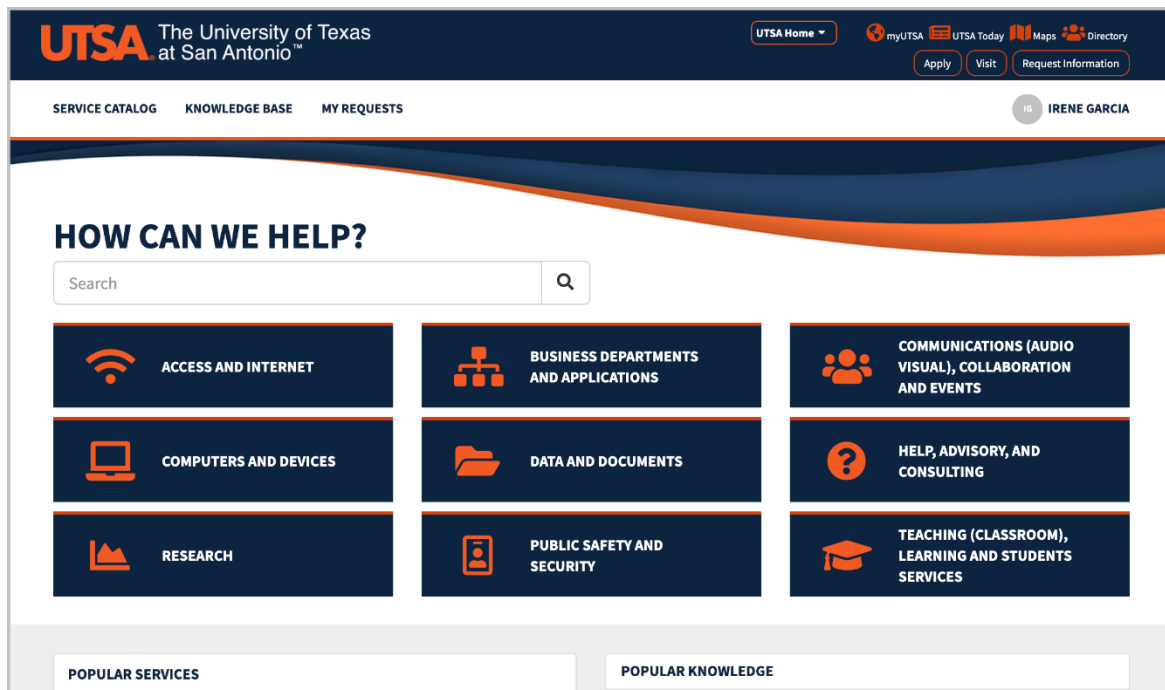 UTSA. The University of Texas
at San Antonio™
UTSA Home
myUTSA UTSA Today Maps Directory
Apply Visit Request Information
SERVICE CATALOG KNOWLEDGE BASE MY REQUESTS
IG IRENE GARCIA
HOW CAN WE HELP?
Search
ACCESS AND INTERNET
BUSINESS DEPARTMENTS
AND APPLICATIONS
COMMUNICATIONS (AUDIO
VISUAL), COLLABORATION
AND EVENTS
COMPUTERS AND DEVICES
DATA AND DOCUMENTS
HELP, ADVISORY, AND
CONSULTING
RESEARCH
PUBLIC SAFETY AND
SECURITY
TEACHING (CLASSROOM),
LEARNING AND STUDENTS
SERVICES
POPULAR SERVICES
POPULAR KNOWLEDGE